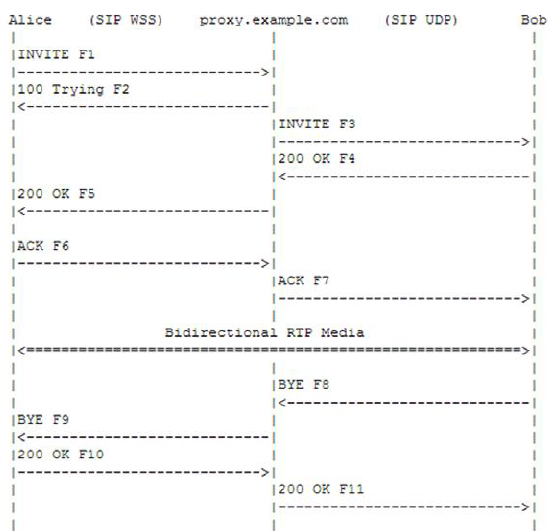 Alice (SIP WSS) proxy.example.com (SIP UDP) Bob
INVITE F1
100 Trying F2
INVITE F3
200 OK F4
200 OK F5
ACK F6
ACK F7
Bidirectional RTP Media
BYE F8
BYE F9
200 OK F10
200 OK F11